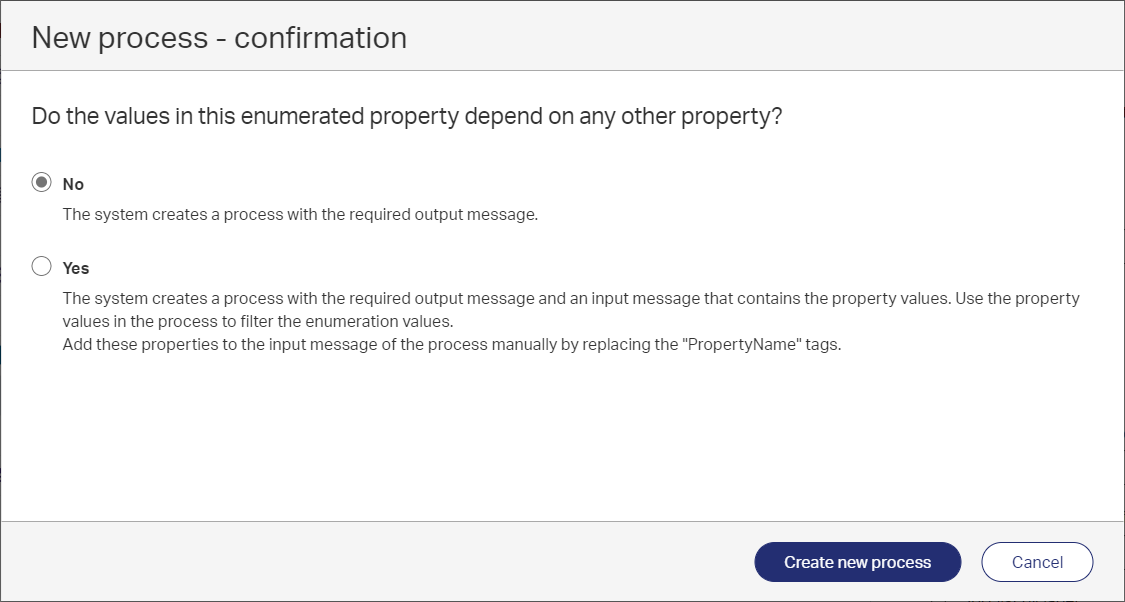 New process - confirmation
Do the values in this enumerated property depend on any other property?
No
The system creates a process with the required output message.
Yes
The system creates a process with the required output message and an input message that contains the property values. Use the property
values in the process to filter the enumeration values.
Add these properties to the input message of the process manually by replacing the "PropertyName" tags.
Create new process
Cancel